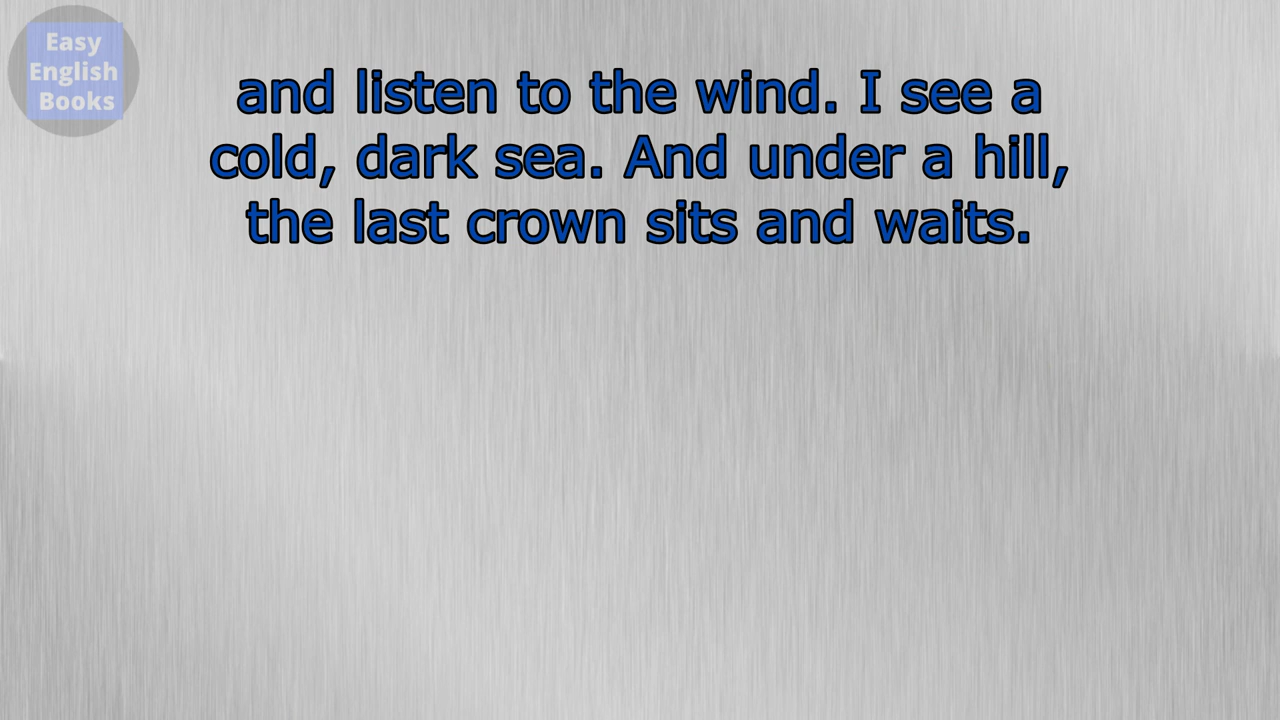 Easy
English
Books
and listen to the wind. I see a
cold, dark sea. And under a hill,
the last crown sits and waits.